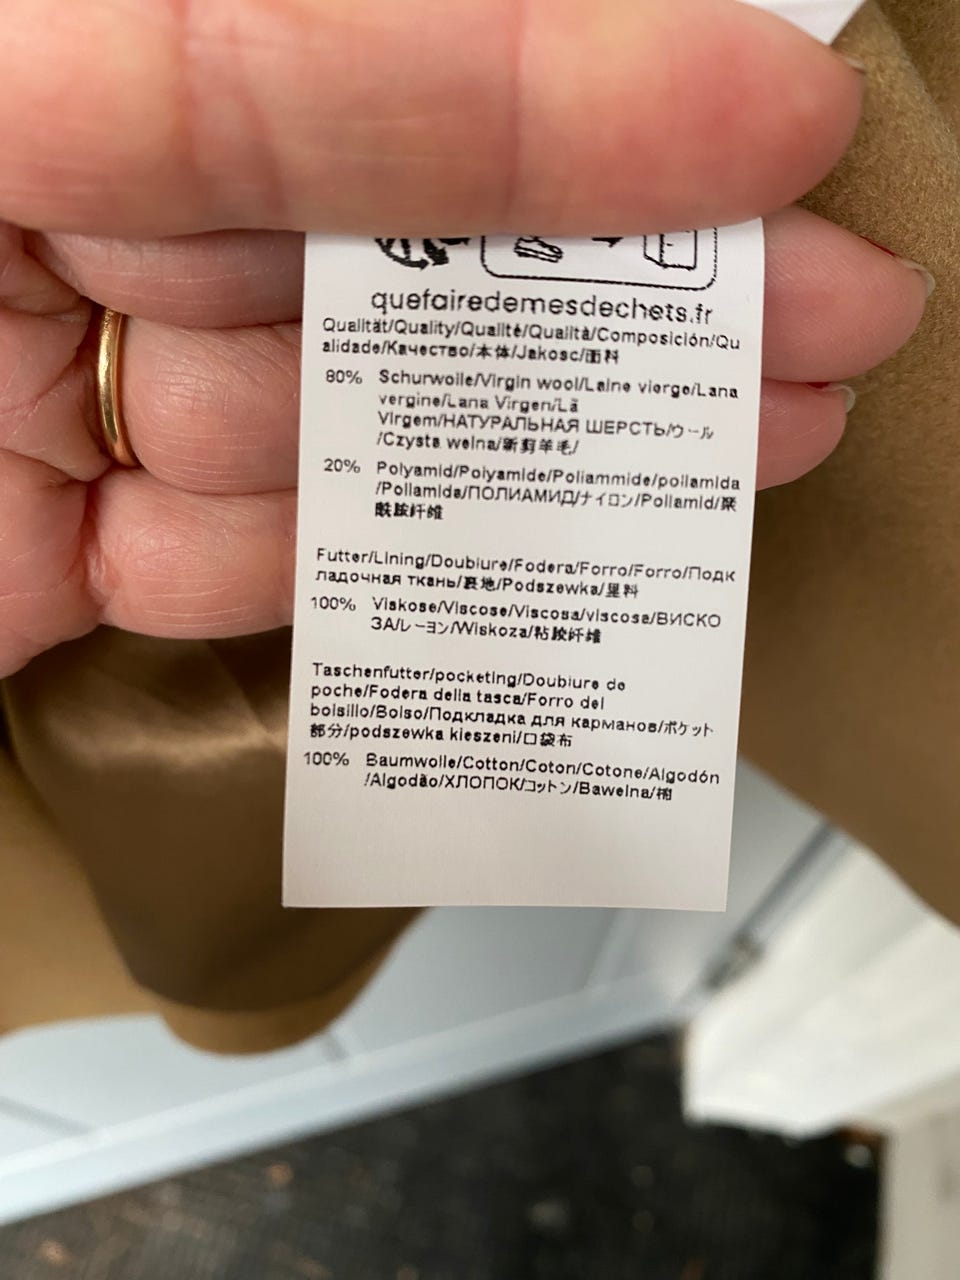 quefairedemesdechets.fr
Qualität/Quality/Qualité/Qualità/Composición/Qu
alidade/Качество/本体/Jakosc/面料
80% Schurwolle/Virgin wool/Laine vierge/Lana
vergine/Lana Virgen/Lã
Virgem/НАТУРАЛЬНАЯ ШЕРСТЬ/ウール
/Czysta welna/新剪羊毛/
20% Polyamid/Polyamide/Poliammide/poliamida
/Poliamida/ПОЛИАМИД/ナイロン/Poliamid/聚
酰胺纤维
Futter/Lining/Doublure/Fodera/Forro/Forro/Подк
ладочная ткань/裏地/Podszewka/里料
100% Viskose/Viscose/Viscosa/viscosa/ВИСКО
ЗА/レーヨン/Wiskoza/粘胶纤维
Taschenfutter/pocketing/Doublure de
poche/Fodera della tasca/Forro del
bolsillo/Bolso/Подкладка для карманов/ポケット
部分/podszewka kieszeni/口袋布
100% Baumwolle/Cotton/Coton/Cotone/Algodón
/Algodão/ХЛОПОК/コットン/Bawelna/棉